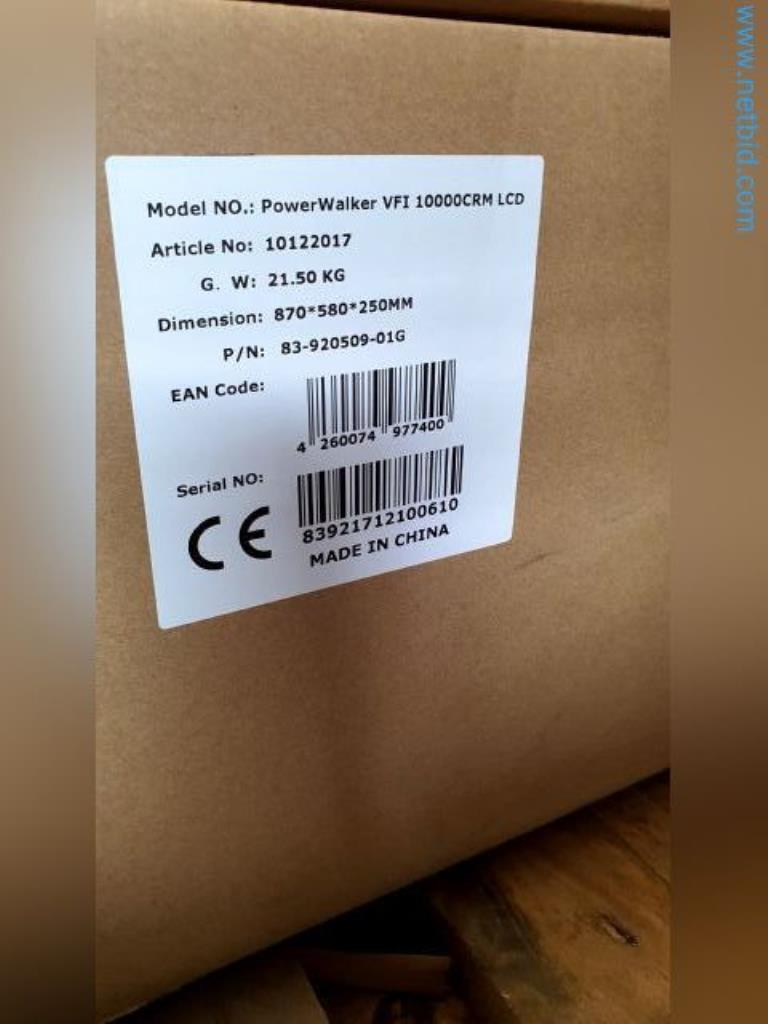 www.netbid.com
Model NO.: PowerWalker VFI 10000CRM LCD
Article No: 10122017
G. W: 21.50 KG
Dimension: 870*580*250MM
P/N: 83-920509-01G
EAN Code:
4 260074 977400
Serial NO:
83921712100610
CE
MADE IN CHINA